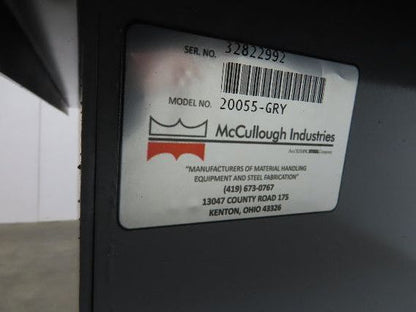 SER. NO. 32822992
MODEL NO. 20055-GRY
McCullough Industries
"MANUFACTURERS OF MATERIAL HANDLING
EQUIPMENT AND STEEL FABRICATION"
(419) 673-0767
13047 COUNTY ROAD 175
KENTON, OHIO 43326